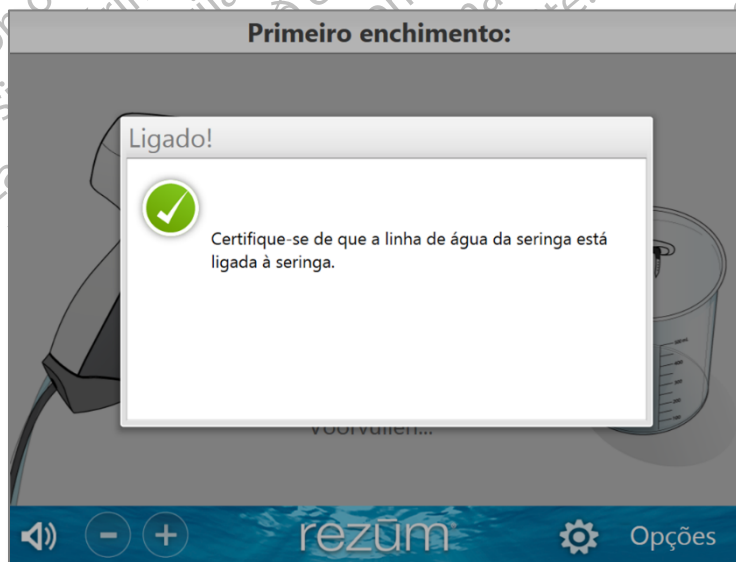 Primeiro enchimento:
Ligado!
Certifique-se de que a linha de água da seringa está
ligada à seringa.
Voorvullen...
rezūm
Opções